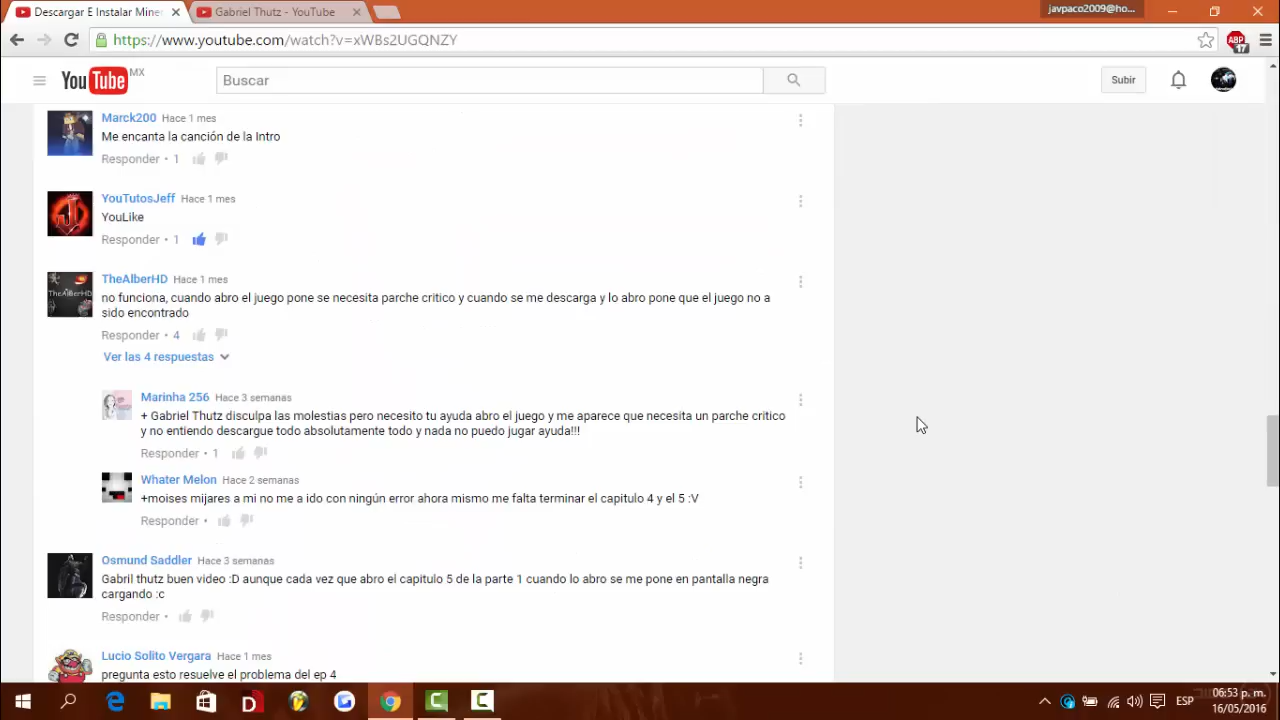 Descargar E Instalar Mine
Gabriel Thutz - YouTube
javpaco2009@ho...
https://www.youtube.com/watch?v=xWBs2UGQNZY
ABP
17
YouTube MX
Buscar
Subir
Marck200 Hace 1 mes
Me encanta la canción de la Intro
Responder • 1
YouTutosJeff Hace 1 mes
YouLike
Responder • 1
TheAlberHD Hace 1 mes
TheAlBerHD
no funciona, cuando abro el juego pone se necesita parche critico y cuando se me descarga y lo abro pone que el juego no a
sido encontrado
Responder • 4
Ver las 4 respuestas
Marinha 256 Hace 3 semanas
+ Gabriel Thutz disculpa las molestias pero necesito tu ayuda abro el juego y me aparece que necesita un parche critico
y no entiendo descargue todo absolutamente todo y nada no puedo jugar ayuda!!!
Responder • 1
Whater Melon Hace 2 semanas
+moises mijares a mi no me a ido con ningún error ahora mismo me falta terminar el capitulo 4 y el 5 :V
Responder •
Osmund Saddler Hace 3 semanas
Gabril thutz buen video :D aunque cada vez que abro el capitulo 5 de la parte 1 cuando lo abro se me pone en pantalla negra
cargando :c
Responder •
Lucio Solito Vergara Hace 1 mes
pregunta esto resuelve el problema del ep 4
ESP
06:53 p. m.
16/05/2016